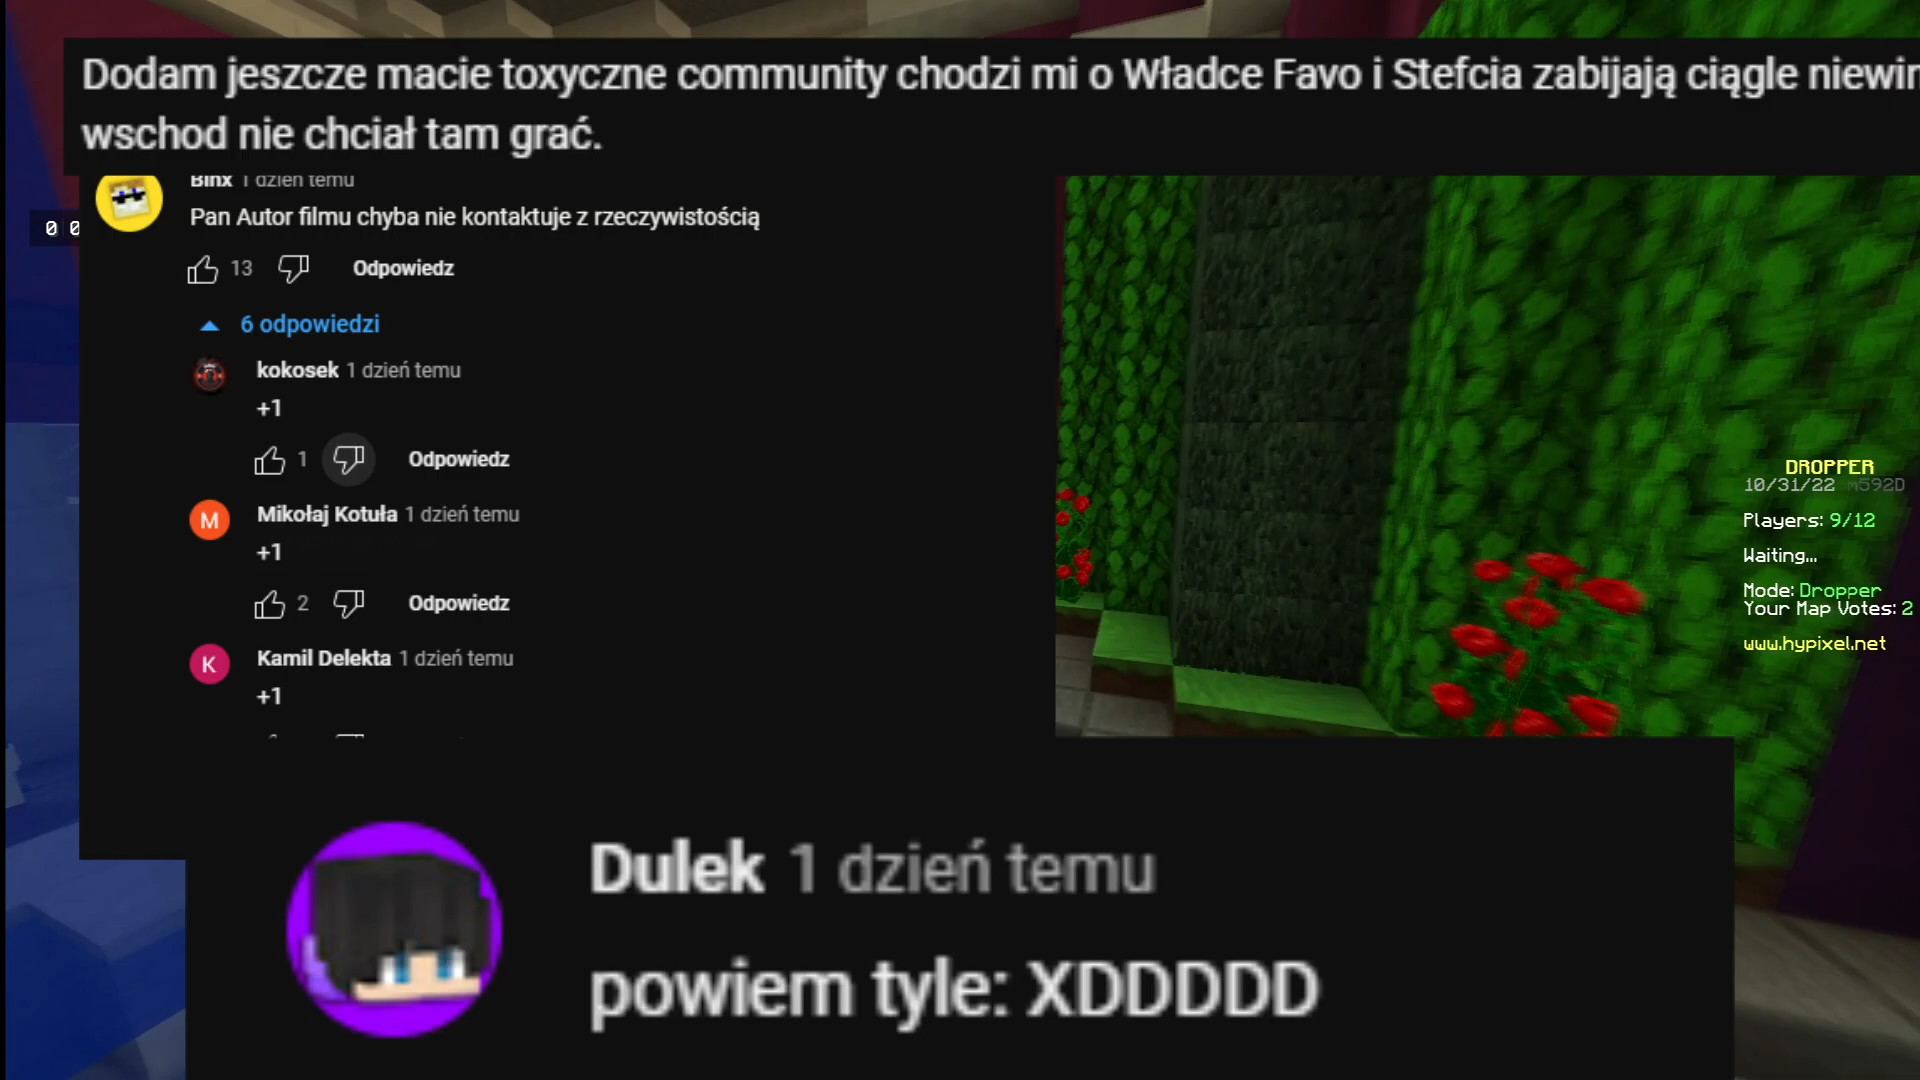 Dodam jeszcze macie toxyczne community chodzi mi o Władce Favo i Stefcia zabijają ciągle
wschod nie chciał tam grać.
Binx 1 dzień temu
Pan Autor filmu chyba nie kontaktuje z rzeczywistością
13 Odpowiedz
6 odpowiedzi
kokosek 1 dzień temu
+1
1 Odpowiedz
M Mikołaj Kotuła 1 dzień temu
+1
2 Odpowiedz
K Kamil Delekta 1 dzień temu
+1
0 0
DROPPER
10/31/22 m592D
Players: 9/12
Waiting...
Mode: Dropper
Your Map Votes: 2
www.hypixel.net
Dulek 1 dzień temu
powiem tyle: XDDDDD